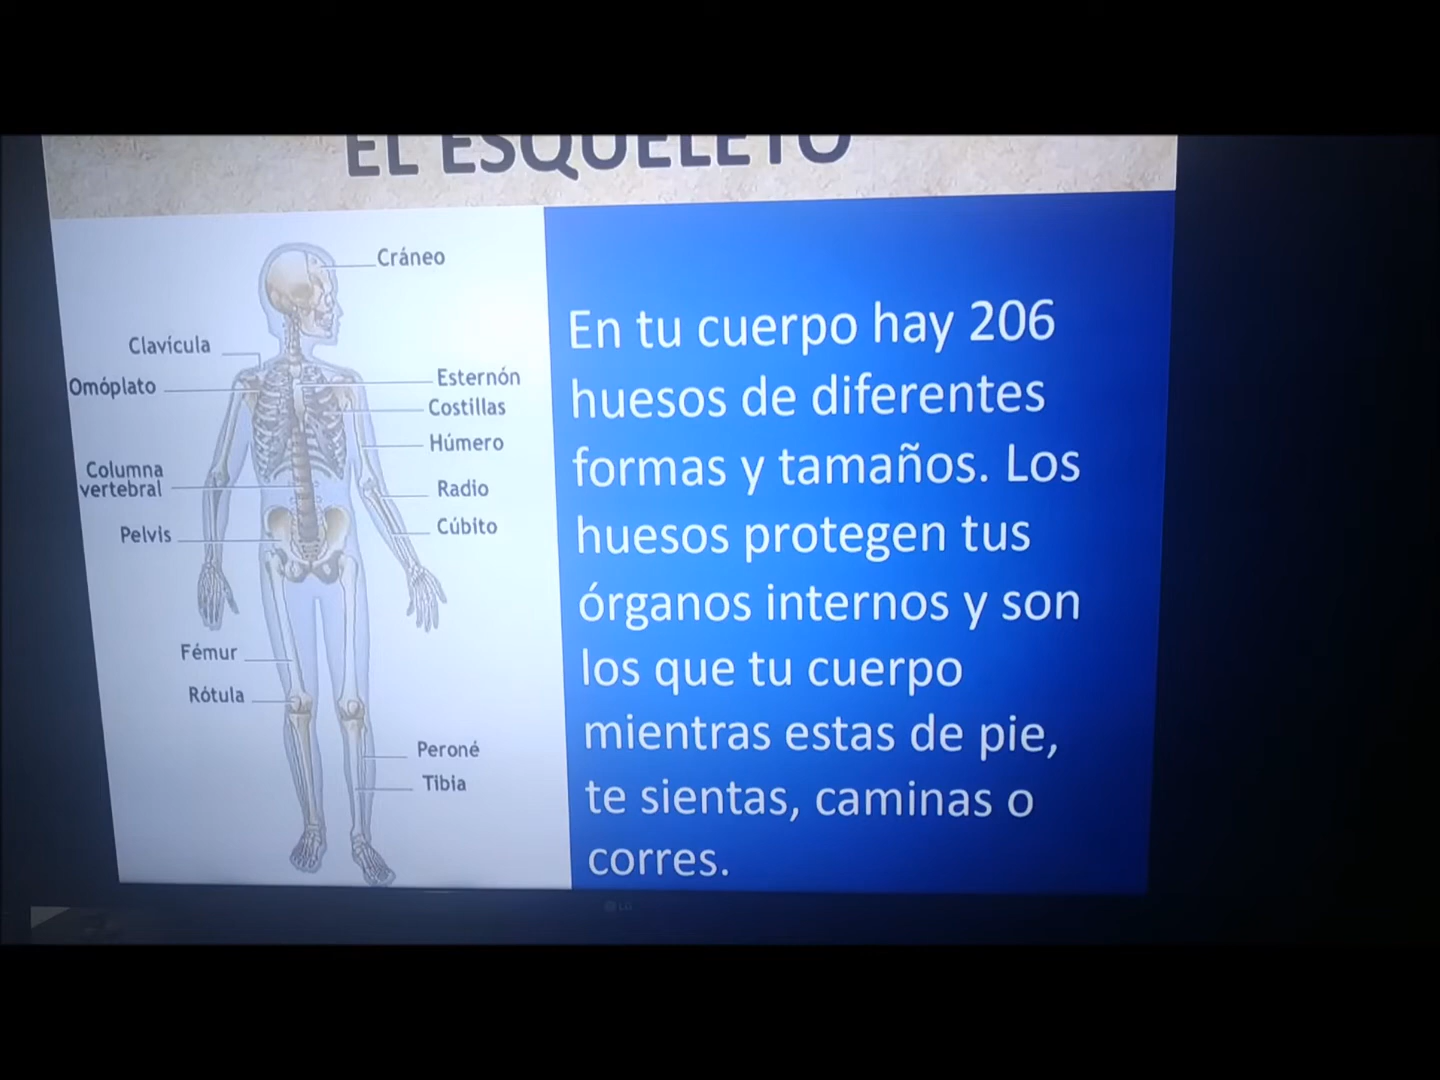 EL ESQUELETO
Cráneo
Clavícula
Omóplato
Esternón
Costillas
Húmero
Columna
vertebral
Radio
Cúbito
Pelvis
Fémur
Rótula
Peroné
Tibia
En tu cuerpo hay 206
huesos de diferentes
formas y tamaños. Los
huesos protegen tus
órganos internos y son
los que tu cuerpo
mientras estas de pie,
te sientas, caminas o
corres.
LG